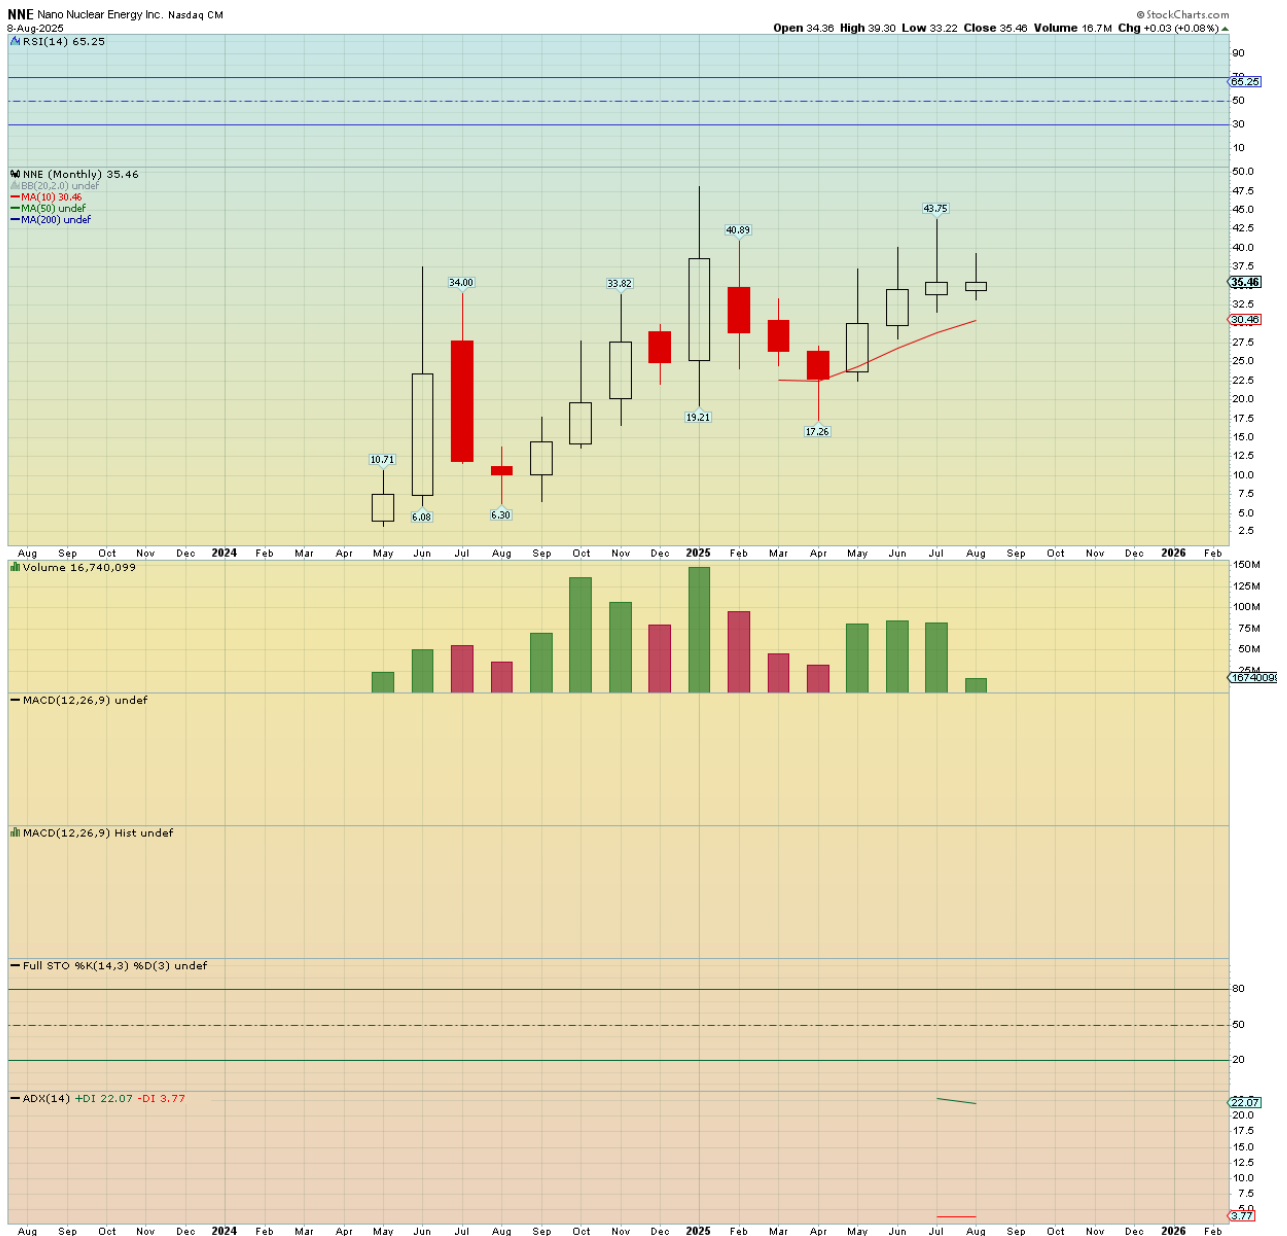 NNE Nano Nuclear Energy Inc. Nasdaq CM
© StockCharts.com
8-Aug-2025
Open 34.36 High 39.30 Low 33.22 Close 35.46 Volume 16.7M Chg +0.03 (+0.08%)
RSI(14) 65.25
90
70
65.25
50
30
10
NNE (Monthly) 35.46
BB(20,2.0) undef
MA(10) 30.46
MA(50) undef
MA(200) undef
50.0
47.5
45.0
42.5
40.0
37.5
35.46
32.5
30.46
27.5
25.0
22.5
20.0
17.5
15.0
12.5
10.0
7.5
5.0
2.5
10.71
6.08
34.00
6.30
33.82
19.21
40.89
17.26
43.75
Aug Sep Oct Nov Dec 2024 Feb Mar Apr May Jun Jul Aug Sep Oct Nov Dec 2025 Feb Mar Apr May Jun Jul Aug Sep Oct Nov Dec 2026 Feb
Volume 16,740,099
150M
125M
100M
75M
50M
25M
16740099
MACD(12,26,9) undef
MACD(12,26,9) Hist undef
Full STO %K(14,3) %D(3) undef
80
50
20
ADX(14) +DI 22.07 -DI 3.77
22.07
20.0
17.5
15.0
12.5
10.0
7.5
5.0
3.77
Aug Sep Oct Nov Dec 2024 Feb Mar Apr May Jun Jul Aug Sep Oct Nov Dec 2025 Feb Mar Apr May Jun Jul Aug Sep Oct Nov Dec 2026 Feb